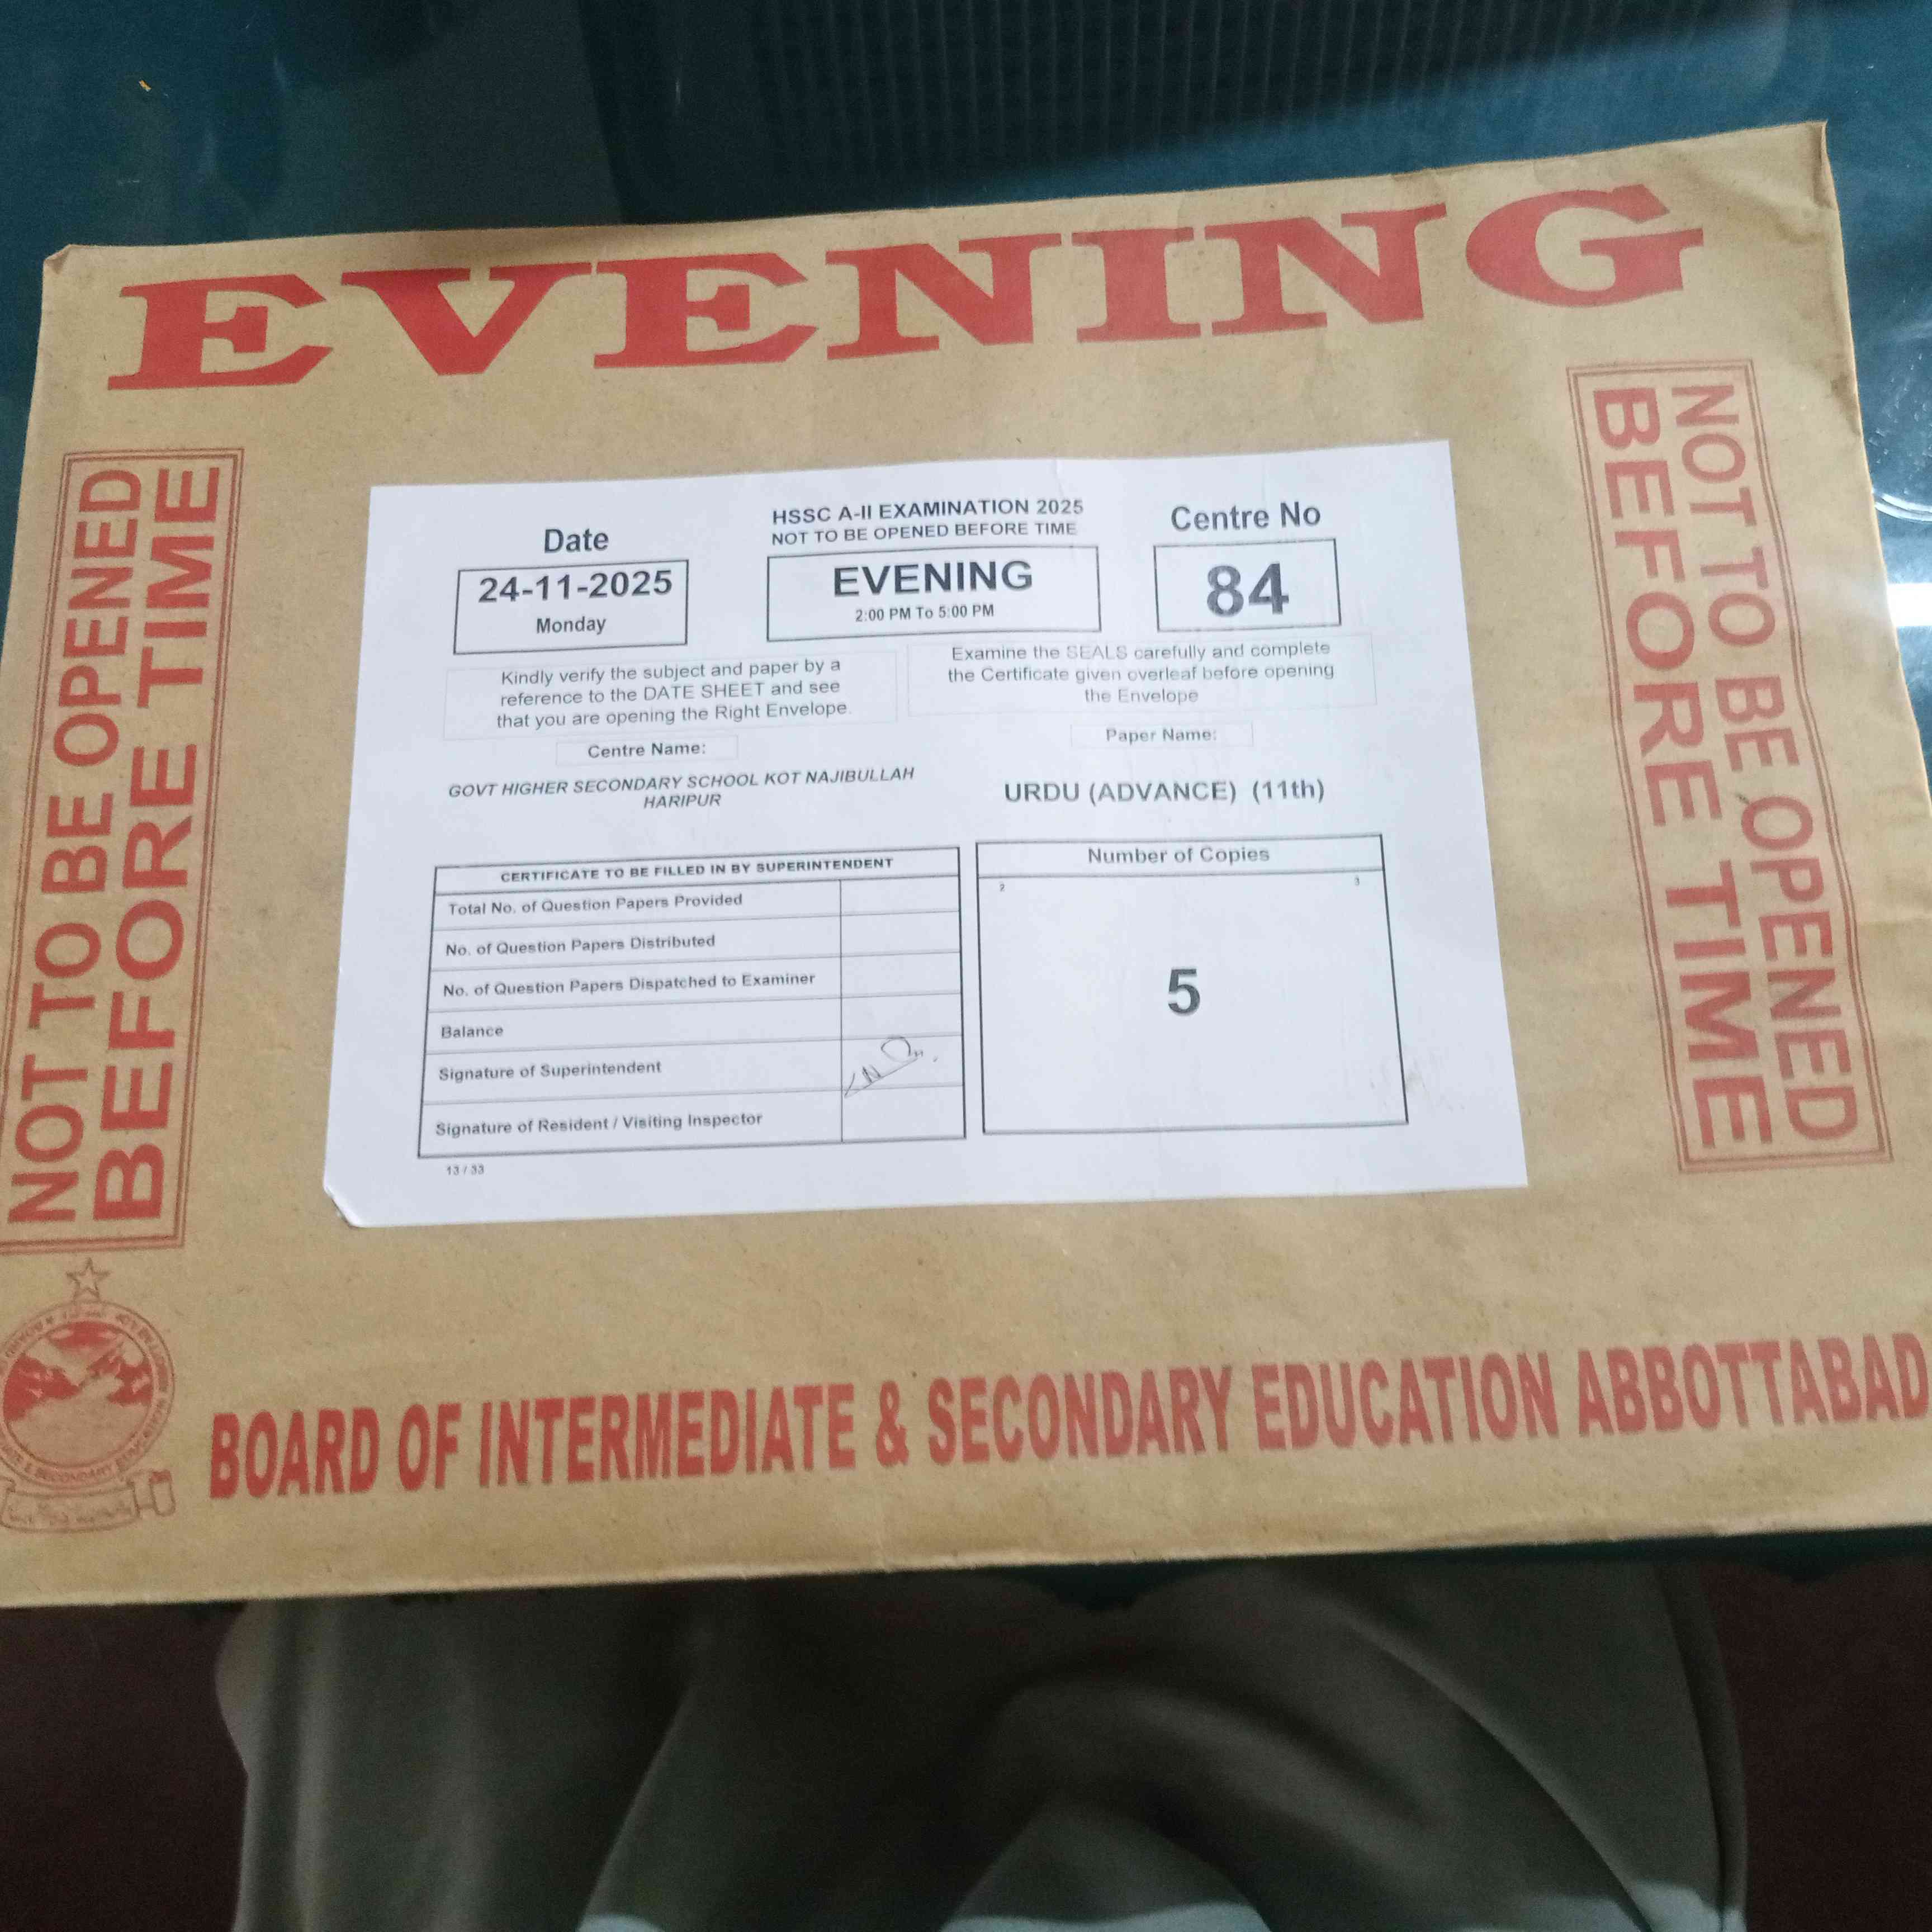 EVENING
NOT TO BE OPENED
BEFORE TIME
NOT TO BE OPENED
BEFORE TIME
Date
24-11-2025
Monday
HSSC A-II EXAMINATION 2025
NOT TO BE OPENED BEFORE TIME
EVENING
2:00 PM To 5:00 PM
Centre No
84
Kindly verify the subject and paper by a
reference to the DATE SHEET and see
that you are opening the Right Envelope.
Examine the SEALS carefully and complete
the Certificate given overleaf before opening
the Envelope
Centre Name:
GOVT HIGHER SECONDARY SCHOOL KOT NAJIBULLAH
HARIPUR
Paper Name:
URDU (ADVANCE) (11th)
CERTIFICATE TO BE FILLED IN BY SUPERINTENDENT
Total No. of Question Papers Provided
No. of Question Papers Distributed
No. of Question Papers Dispatched to Examiner
Balance
Signature of Superintendent
Signature of Resident / Visiting Inspector
Number of Copies
2 3
5
13 / 33
BOARD OF INTERMEDIATE & SECONDARY EDUCATION ABBOTTABAD